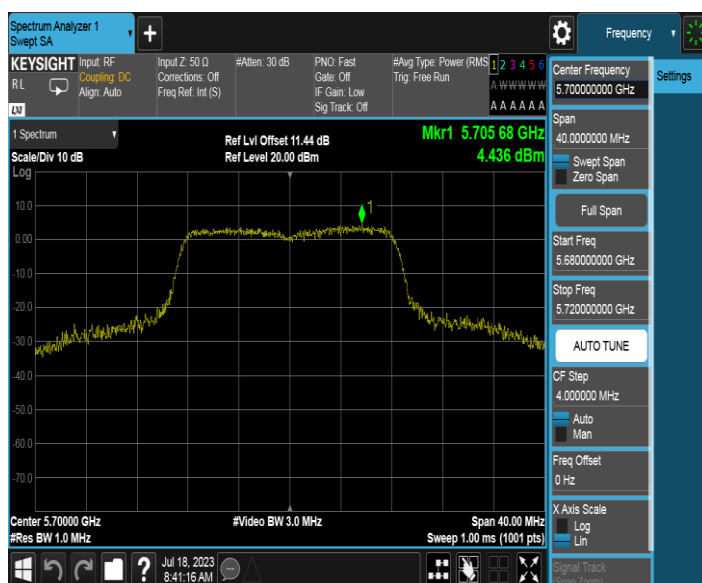 Spectrum Analyzer 1
Swept SA
Frequency
KEYSIGHT
RL
LXI
Input: RF
Coupling: DC
Align: Auto
Input Z: 50 Ω
Corrections: Off
Freq Ref: Int (S)
#Atten: 30 dB
PNO: Fast
Gate: Off
IF Gain: Low
Sig Track: Off
#Avg Type: Power (RMS
Trig: Free Run
1 2 3 4 5 6
A W W W W W
A A A A A A
1 Spectrum
Scale/Div 10 dB
Ref Lvl Offset 11.44 dB
Ref Level 20.00 dBm
Mkr1 5.705 68 GHz
4.436 dBm
Log
1
10.0
0.00
-10.0
-20.0
-30.0
-40.0
-50.0
-60.0
-70.0
Center 5.70000 GHz
#Res BW 1.0 MHz
#Video BW 3.0 MHz
Span 40.00 MHz
Sweep 1.00 ms (1001 pts)
Center Frequency
5.700000000 GHz
Span
40.0000000 MHz
Swept Span
Zero Span
Full Span
Start Freq
5.680000000 GHz
Stop Freq
5.720000000 GHz
AUTO TUNE
CF Step
4.000000 MHz
Auto
Man
Freq Offset
0 Hz
X Axis Scale
Log
Lin
Signal Track
(Span Zoom)
Settings
?
Jul 18, 2023
8:41:16 AM